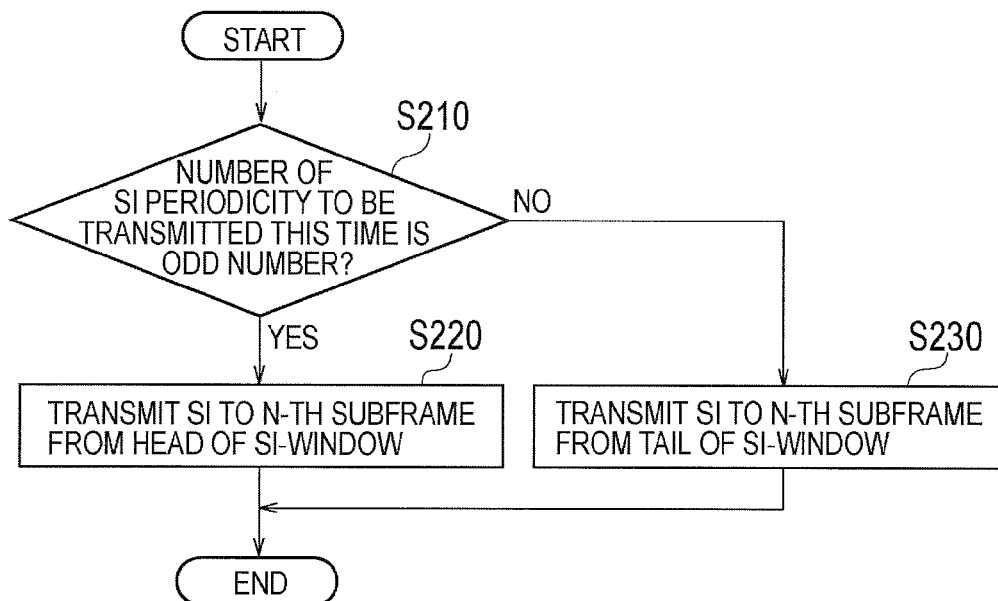 START
S210
NUMBER OF
SI PERIODICITY TO BE
TRANSMITTED THIS TIME IS
ODD NUMBER?
NO
YES
S220
TRANSMIT SI TO N-TH SUBFRAME
FROM HEAD OF SI-WINDOW
S230
TRANSMIT SI TO N-TH SUBFRAME
FROM TAIL OF SI-WINDOW
END